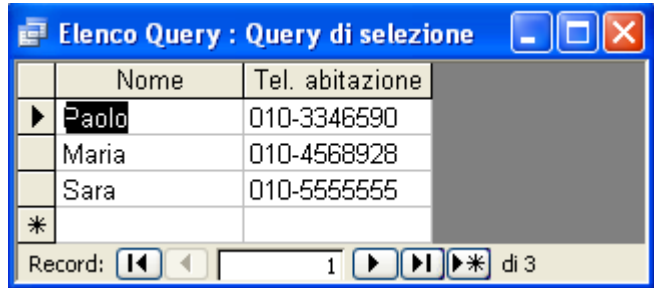 Elenco Query : Query di selezione
Nome Tel. abitazione
Paolo 010-3346590
Maria 010-4568928
Sara 010-5555555
Record: 1 di 3